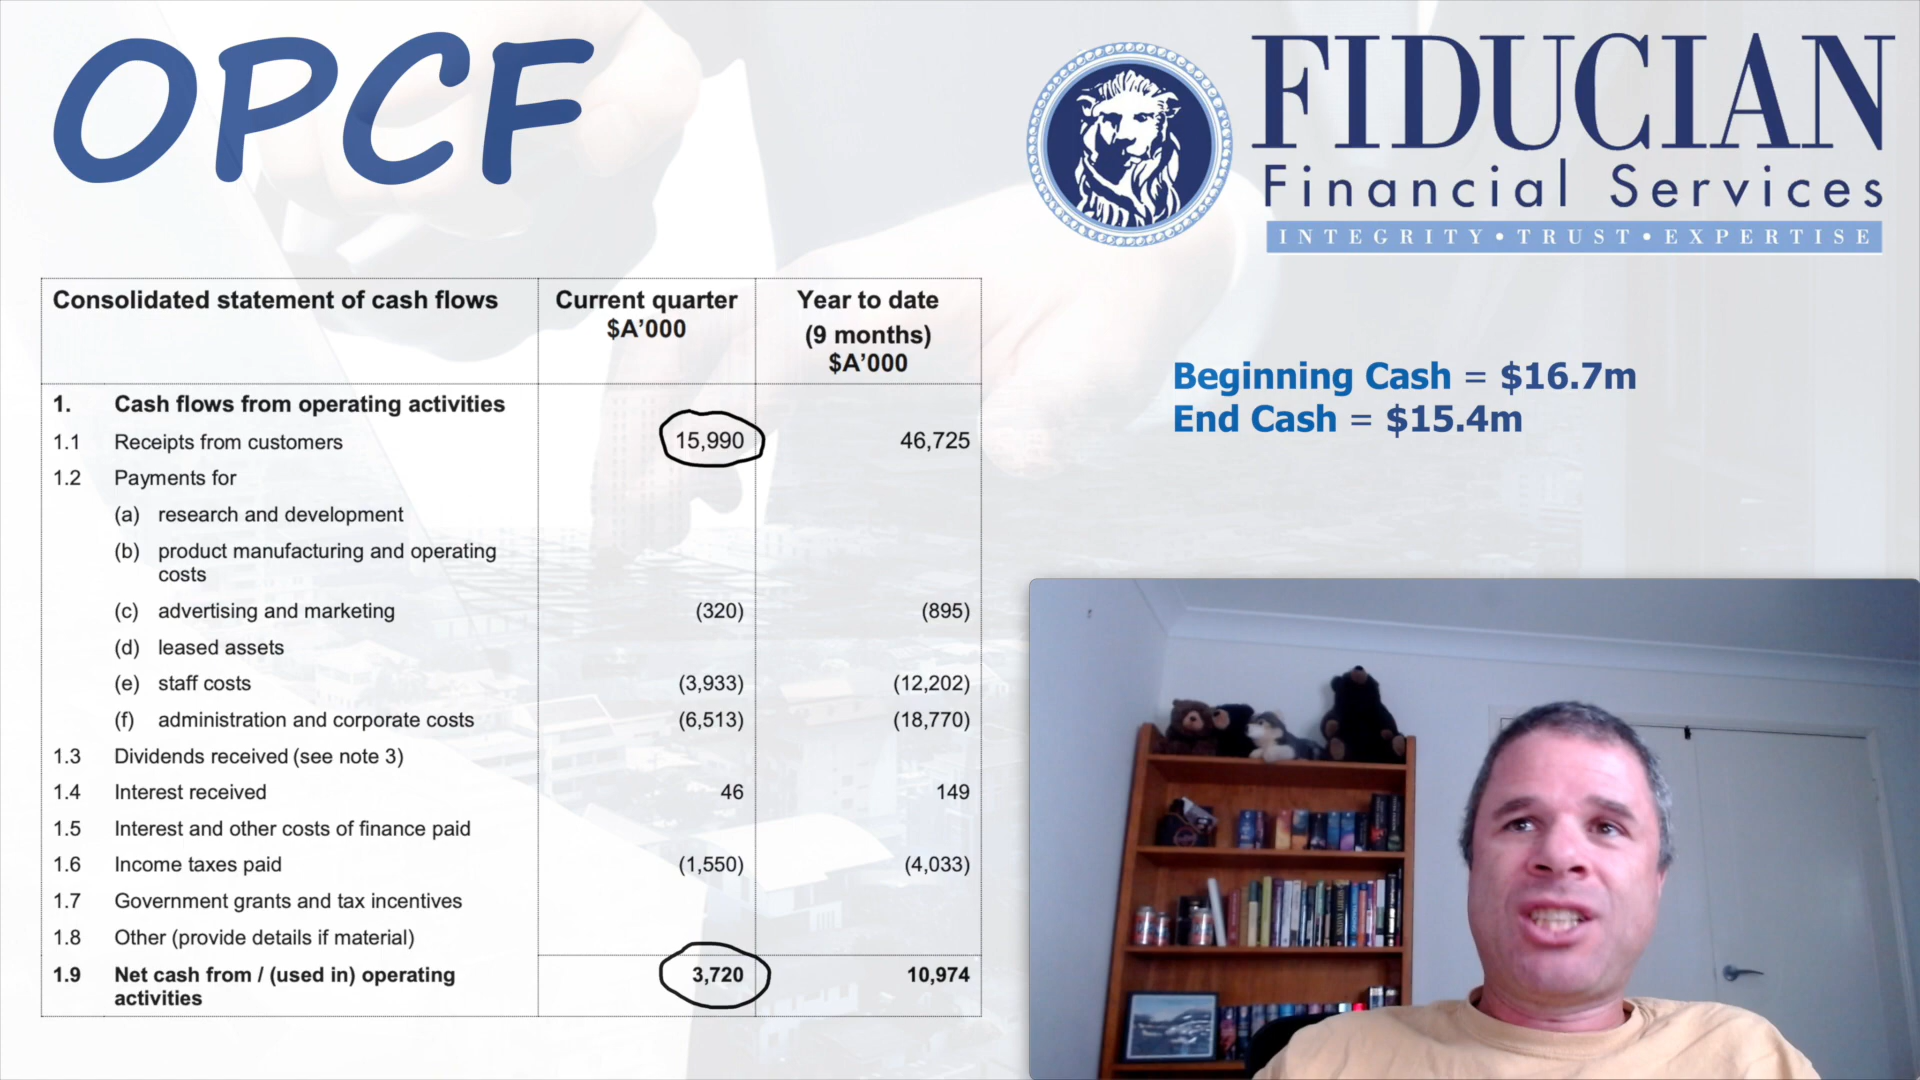 OPCF
FIDUCIAN
Financial Services
INTEGRITY • TRUST • EXPERTISE
Consolidated statement of cash flows
Current quarter
$A’000
Year to date
(9 months)
$A’000
1. Cash flows from operating activities
1.1 Receipts from customers 15,990 46,725
1.2 Payments for
(a) research and development
(b) product manufacturing and operating
costs
(c) advertising and marketing (320) (895)
(d) leased assets
(e) staff costs (3,933) (12,202)
(f) administration and corporate costs (6,513) (18,770)
1.3 Dividends received (see note 3)
1.4 Interest received 46 149
1.5 Interest and other costs of finance paid
1.6 Income taxes paid (1,550) (4,033)
1.7 Government grants and tax incentives
1.8 Other (provide details if material)
1.9 Net cash from / (used in) operating
activities 3,720 10,974
Beginning Cash = $16.7m
End Cash = $15.4m